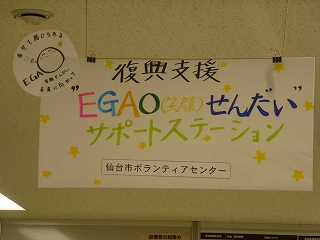 復興支援
"EGAO(笑顔)せんだい"
サポートステーション
仙台市ボランティアセンター
EGAO